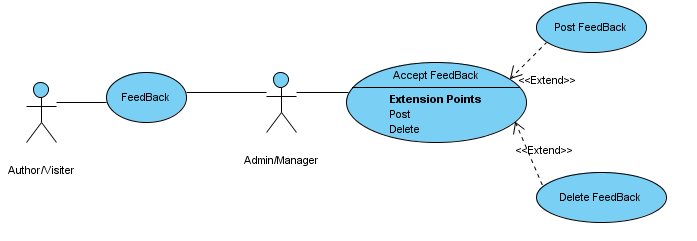 Post FeedBack
Accept FeedBack
<<Extend>>
FeedBack
Extension Points
Post
Delete
<<Extend>>
Admin/Manager
Author/Visiter
Delete FeedBack